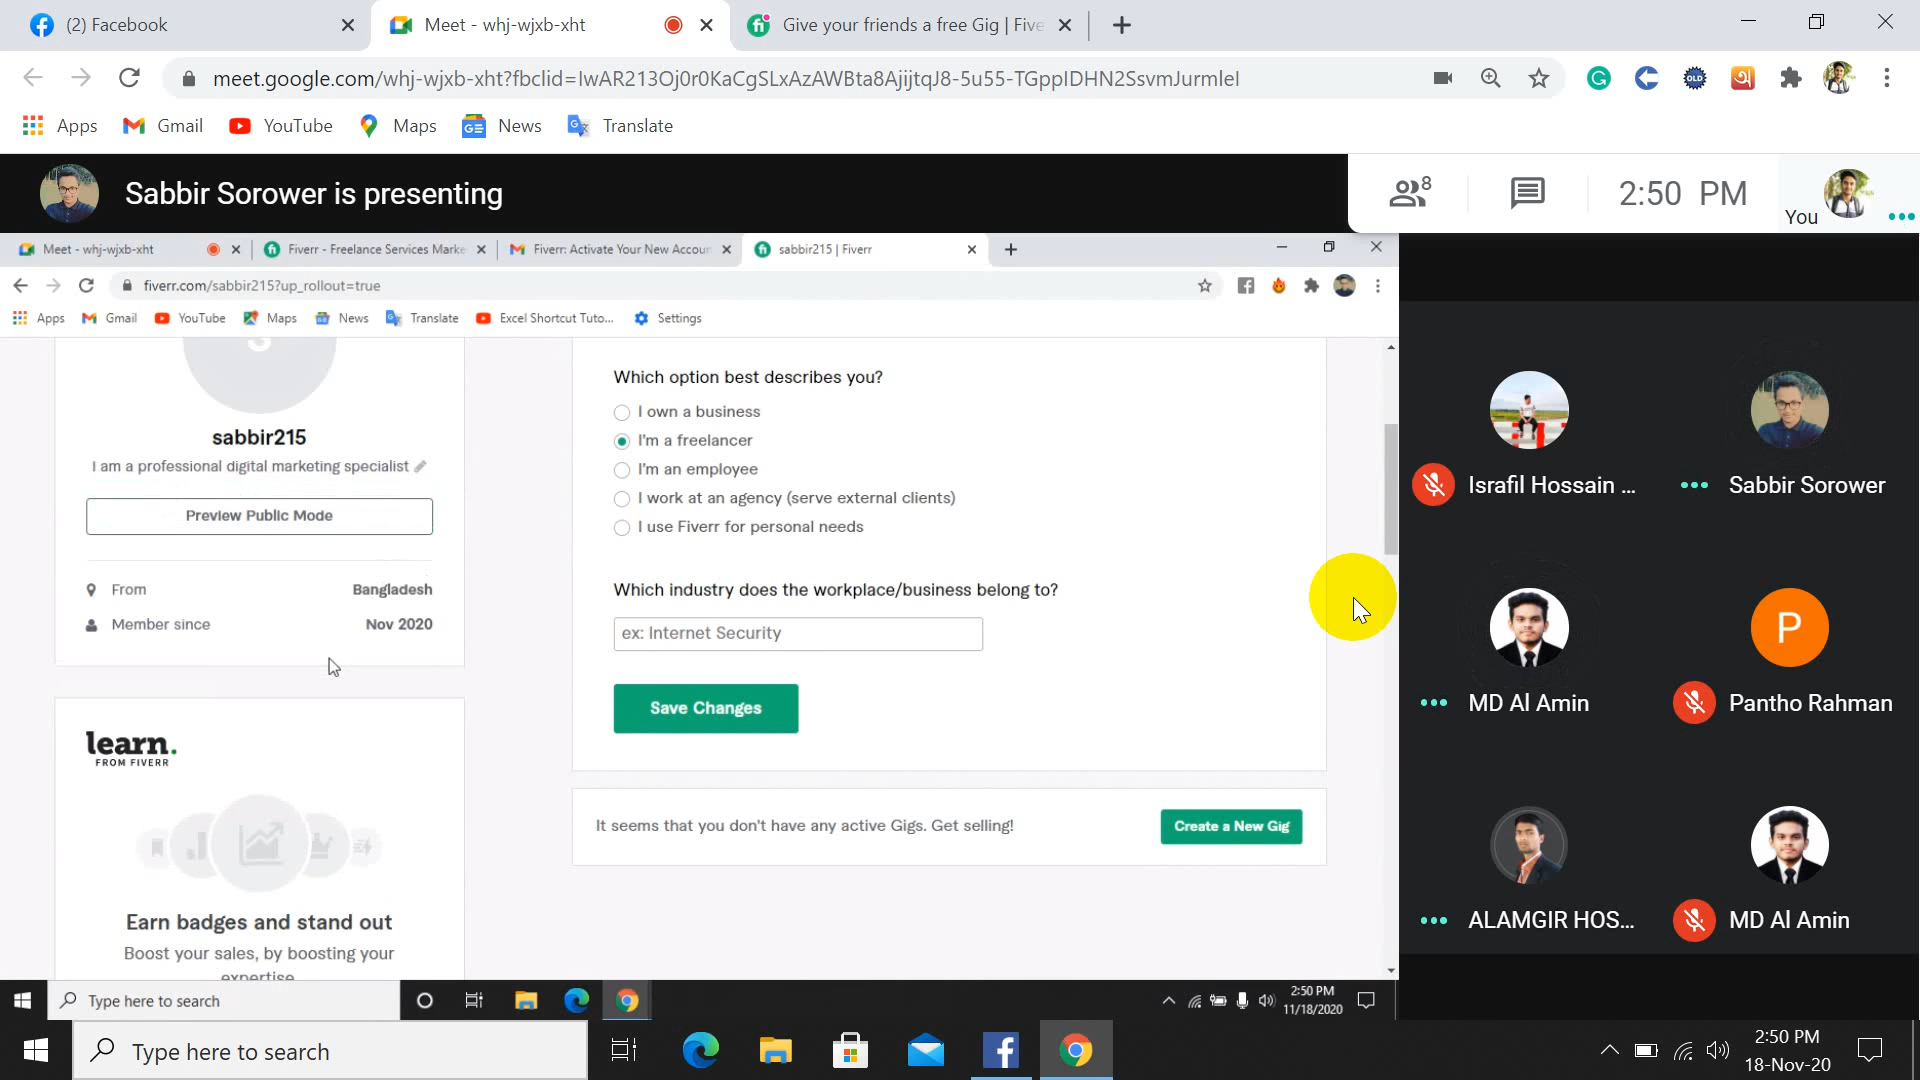 (2) Facebook
Meet - whj-wjxb-xht
Give your friends a free Gig | Five
meet.google.com/whj-wjxb-xht?fbclid=IwAR213Oj0r0KaCgSLxAzAWBta8AjijtqJ8-5u55-TGppIDHN2SsvmJurmIeI
OLD
Apps
Gmail
YouTube
Maps
News
Translate
Sabbir Sorower is presenting
8
2:50 PM
You
Meet - whj-wjxb-xht
Fiverr - Freelance Services Marke
Fiverr: Activate Your New Accoun
sabbir215 | Fiverr
fiverr.com/sabbir215?up_rollout=true
Apps
Gmail
YouTube
Maps
News
Translate
Excel Shortcut Tuto...
Settings
sabbir215
I am a professional digital marketing specialist
Preview Public Mode
From Bangladesh
Member since Nov 2020
learn.
FROM FIVERR
Earn badges and stand out
Boost your sales, by boosting your
expertise
Which option best describes you?
I own a business
I'm a freelancer
I'm an employee
I work at an agency (serve external clients)
I use Fiverr for personal needs
Which industry does the workplace/business belong to?
ex: Internet Security
Save Changes
It seems that you don't have any active Gigs. Get selling!
Create a New Gig
Israfil Hossain ...
Sabbir Sorower
MD Al Amin
P
Pantho Rahman
ALAMGIR HOS...
MD Al Amin
Type here to search
2:50 PM
11/18/2020
Type here to search
2:50 PM
18-Nov-20